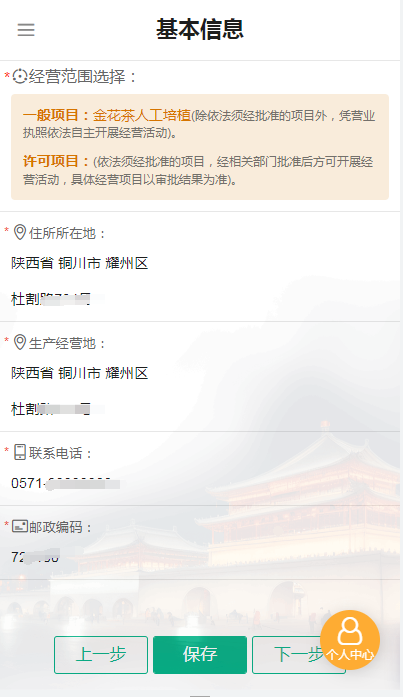 基本信息
*经营范围选择：
一般项目：金花茶人工培植(除依法须经批准的项目外，凭营业
执照依法自主开展经营活动)。
许可项目：(依法须经批准的项目，经相关部门批准后方可开展经
营活动，具体经营项目以审批结果为准)。
*住所所在地：
陕西省 铜川市 耀州区
杜割
*生产经营地：
陕西省 铜川市 耀州区
杜割
*联系电话：
0571-
*邮政编码：
72
上一步
保存
下一步
个人中心